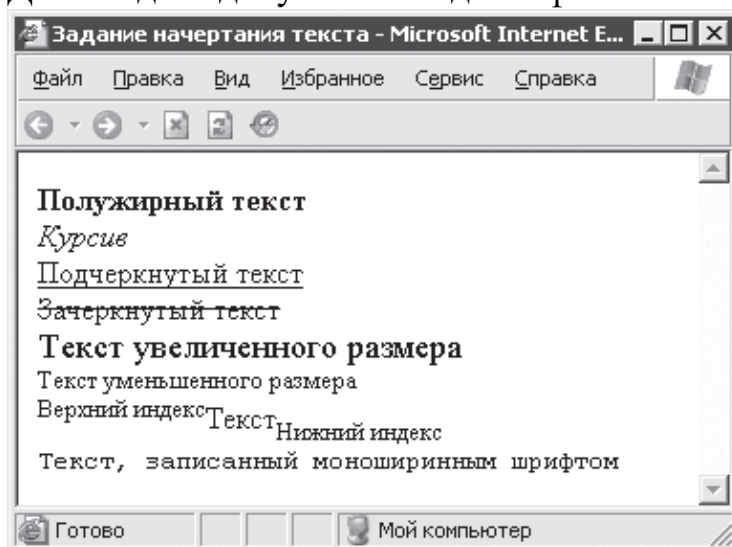 Задание начертания текста - Microsoft Internet E...
Файл Правка Вид Избранное Сервис Справка
Полужирный текст
Курсив
Подчеркнутый текст
Зачеркнутый текст
Текст увеличенного размера
Текст уменьшенного размера
Верхний индексТекстНижний индекс
Текст, записанный моноширинным шрифтом
Готово Мой компьютер